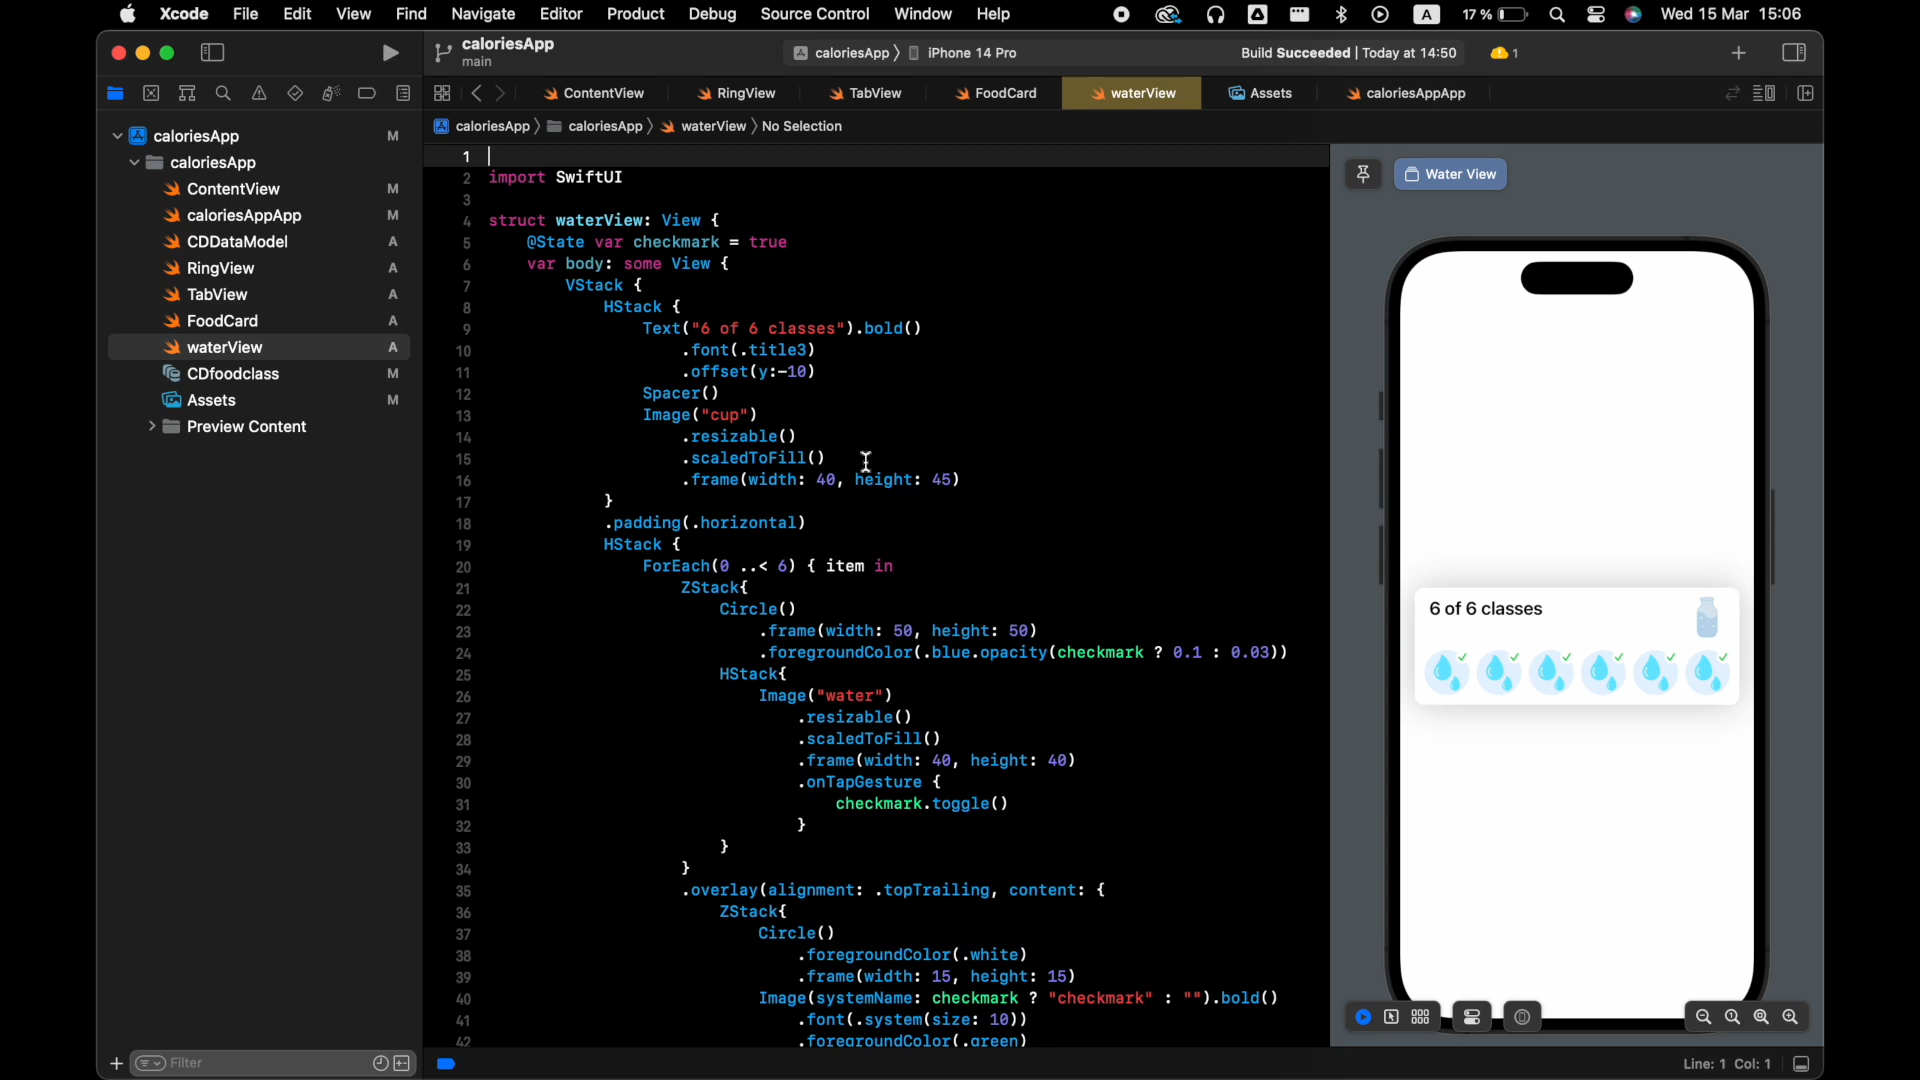 Xcode File Edit View Find Navigate Editor Product Debug Source Control Window Help A 17 % Wed 15 Mar 15:06
caloriesApp
main
caloriesApp iPhone 14 Pro Build Succeeded | Today at 14:50 1
ContentView RingView TabView FoodCard waterView Assets caloriesAppApp
caloriesApp caloriesApp waterView No Selection
caloriesApp M
caloriesApp
ContentView M
caloriesAppApp M
CDDataModel A
RingView A
TabView A
FoodCard A
waterView A
CDfoodclass M
Assets M
Preview Content
Filter
1
2 import SwiftUI
3
4 struct waterView: View {
5 @State var checkmark = true
6 var body: some View {
7 VStack {
8 HStack {
9 Text("6 of 6 classes").bold()
10 .font(.title3)
11 .offset(y:-10)
12 Spacer()
13 Image("cup")
14 .resizable()
15 .scaledToFill()
16 .frame(width: 40, height: 45)
17 }
18 .padding(.horizontal)
19 HStack {
20 ForEach(0 ..< 6) { item in
21 ZStack{
22 Circle()
23 .frame(width: 50, height: 50)
24 .foregroundColor(.blue.opacity(checkmark ? 0.1 : 0.03))
25 HStack{
26 Image("water")
27 .resizable()
28 .scaledToFill()
29 .frame(width: 40, height: 40)
30 .onTapGesture {
31 checkmark.toggle()
32 }
33 }
34 }
35 .overlay(alignment: .topTrailing, content: {
36 ZStack{
37 Circle()
38 .foregroundColor(.white)
39 .frame(width: 15, height: 15)
40 Image(systemName: checkmark ? "checkmark" : "").bold()
41 .font(.system(size: 10))
42 .foregroundColor(.green)
Water View
6 of 6 classes
Line: 1 Col: 1